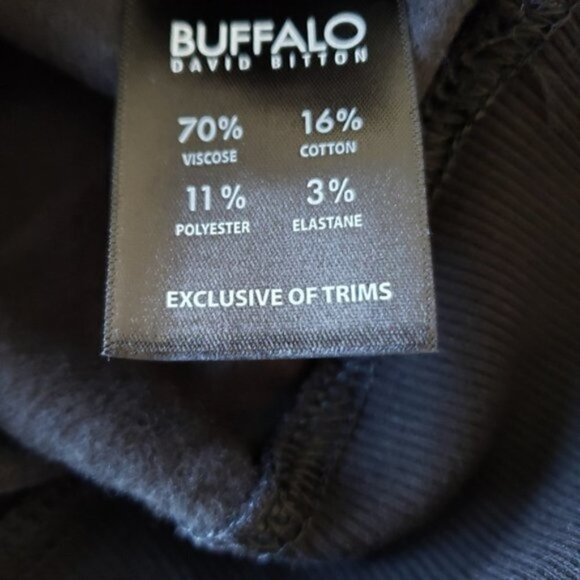 BUFFALO
DAVID BITTON
70% 16%
VISCOSE COTTON
11% 3%
POLYESTER ELASTANE
EXCLUSIVE OF TRIMS